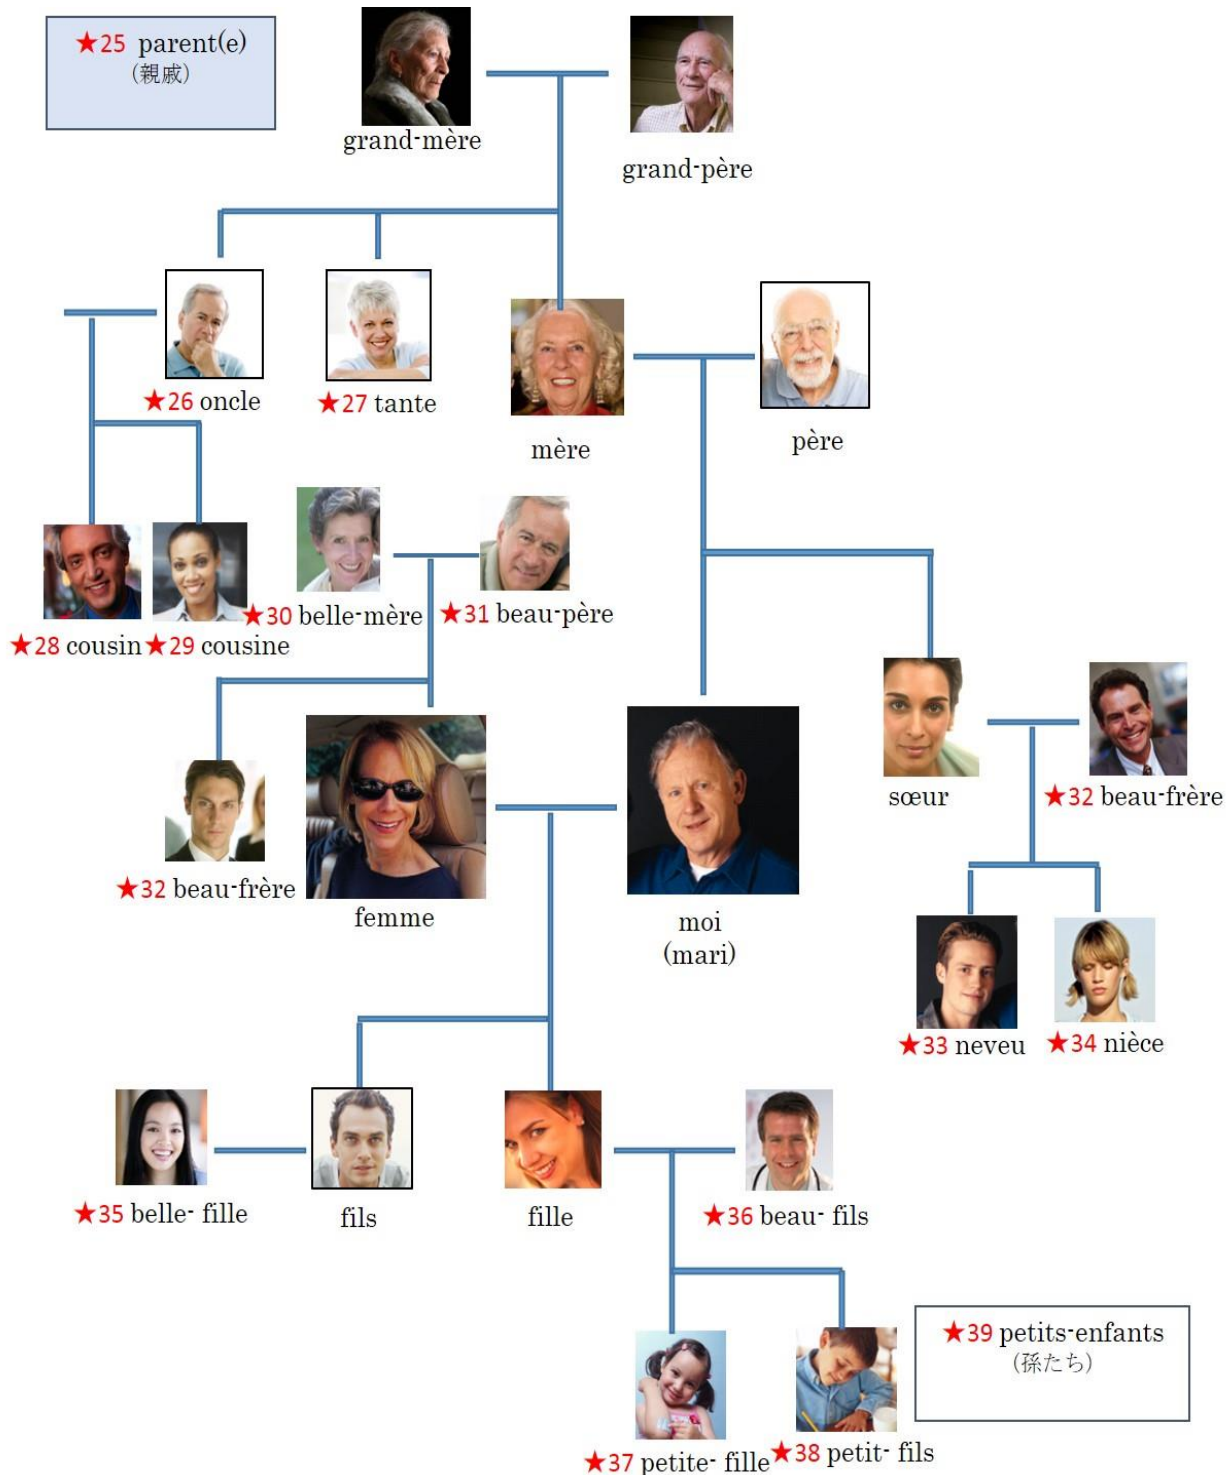 ★25 parent(e)
(親戚)
grand-mère
grand-père
★26 oncle
★27 tante
mère
père
★28 cousin
★29 cousine
★30 belle-mère
★31 beau-père
★32 beau-frère
femme
moi
(mari)
sœur
★32 beau-frère
★33 neveu
★34 nièce
★35 belle- fille
fils
fille
★36 beau- fils
★37 petite- fille
★38 petit- fils
★39 petits-enfants
(孫たち)